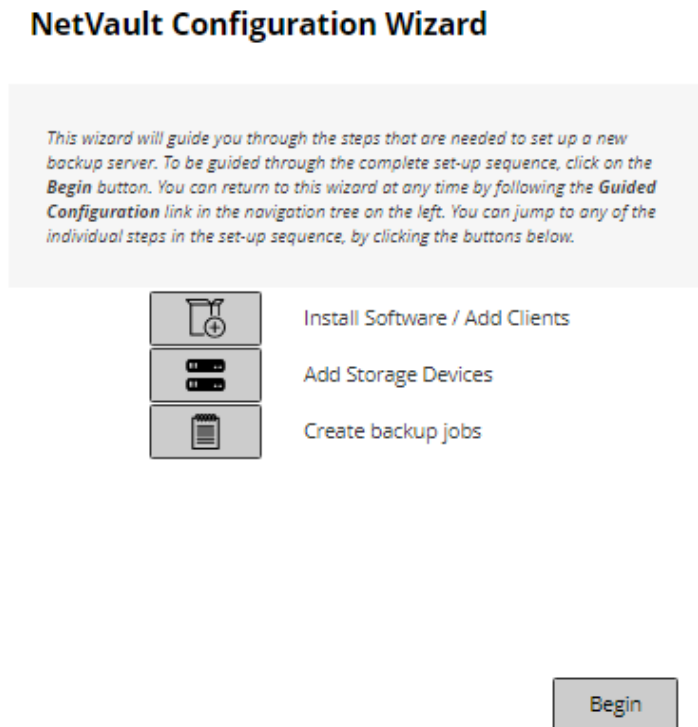 NetVault Configuration Wizard
This wizard will guide you through the steps that are needed to set up a new
backup server. To be guided through the complete set-up sequence, click on the
Begin button. You can return to this wizard at any time by following the Guided
Configuration link in the navigation tree on the left. You can jump to any of the
individual steps in the set-up sequence, by clicking the buttons below.
Install Software / Add Clients
Add Storage Devices
Create backup jobs
Begin